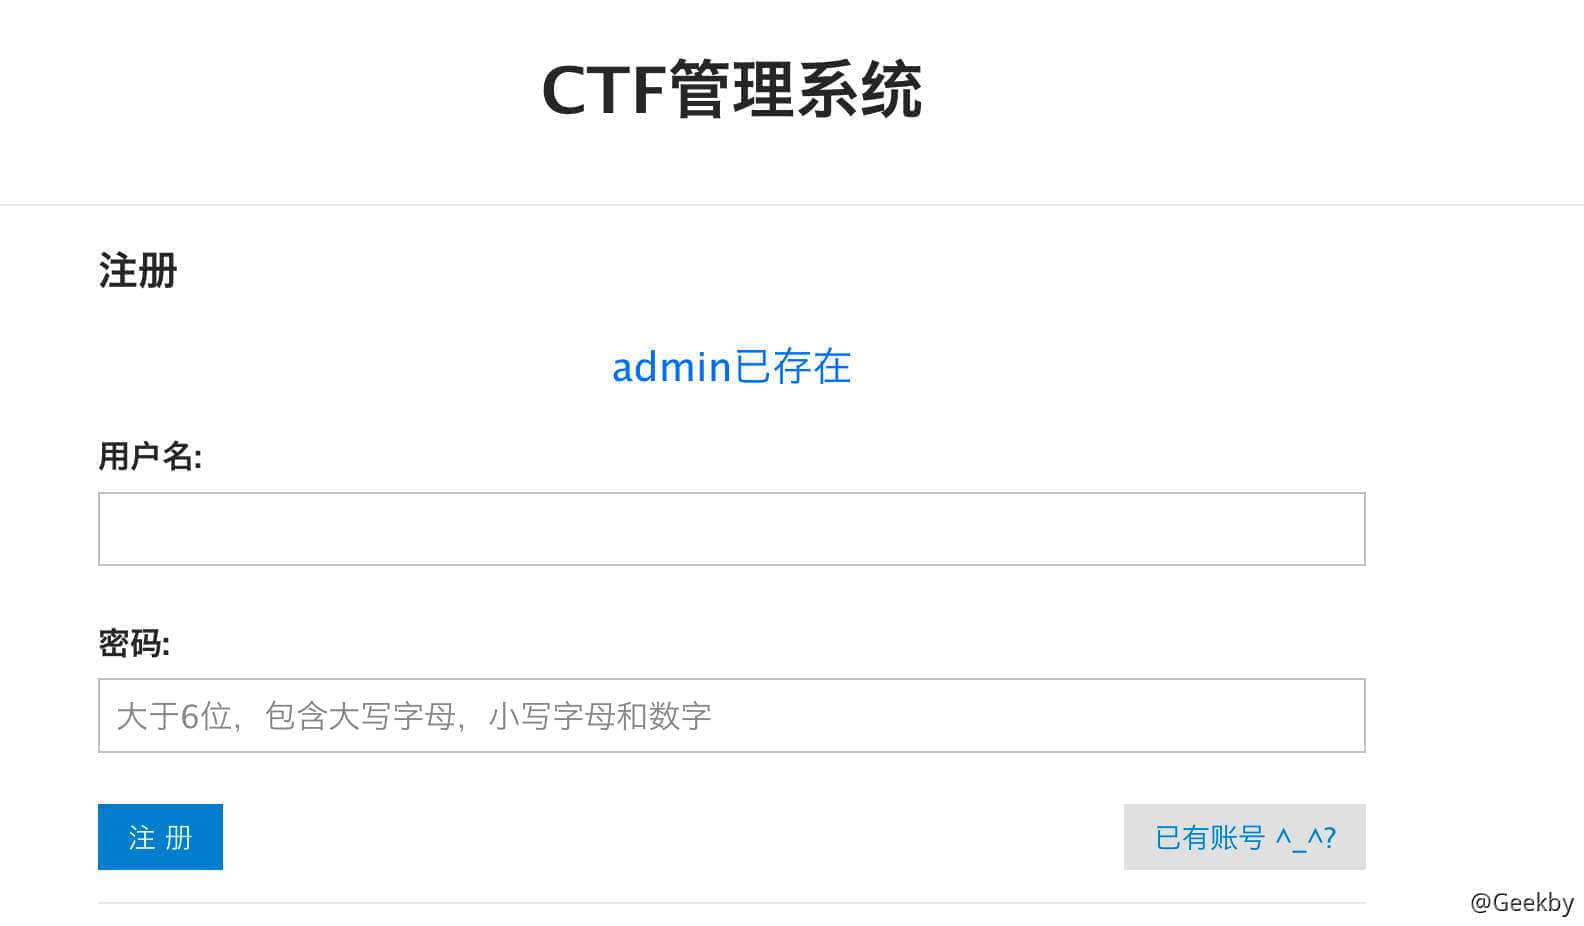 CTF管理系统
注册
admin已存在
用户名:
密码:
大于6位，包含大写字母，小写字母和数字
注 册
已有账号 ^_^?
@Geekby